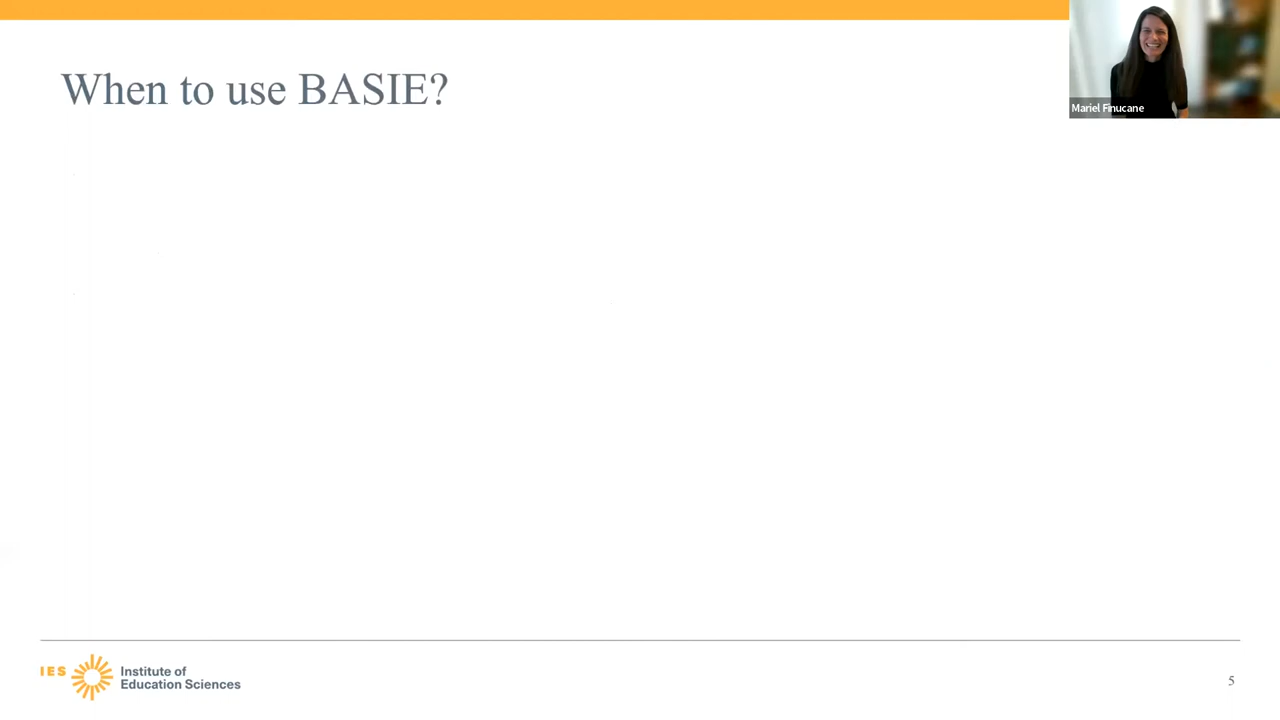 When to use BASIE?
Mariel Finucane
IES
Institute of
Education Sciences
5